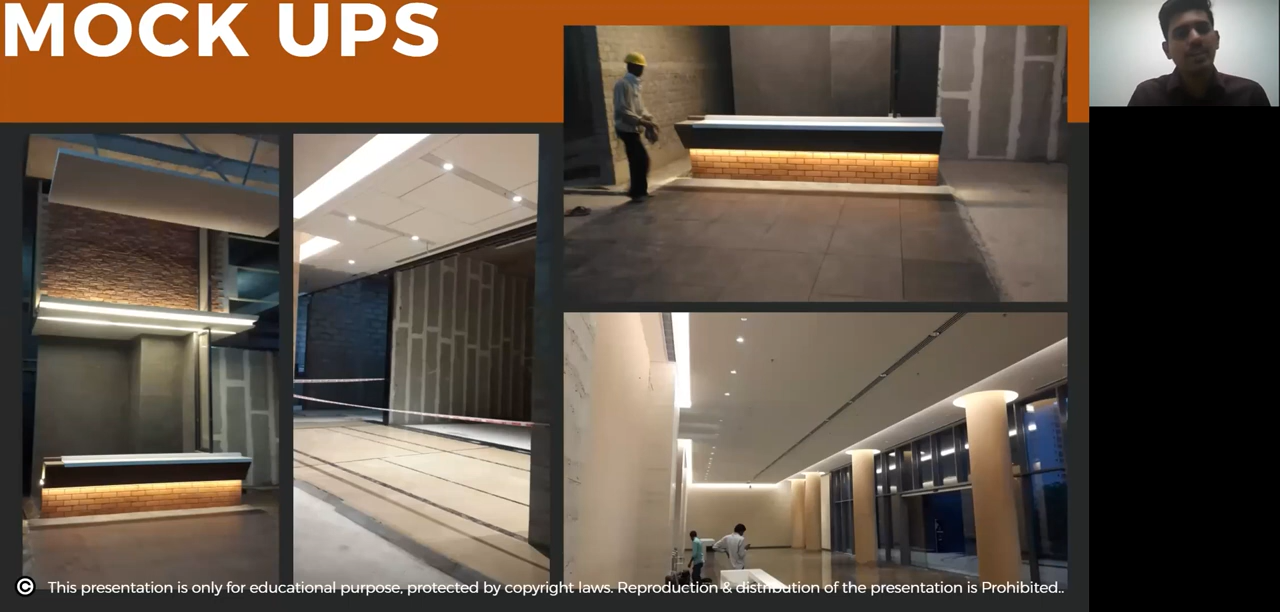 MOCK UPS
© This presentation is only for educational purpose, protected by copyright laws. Reproduction & distribution of the presentation is Prohibited..